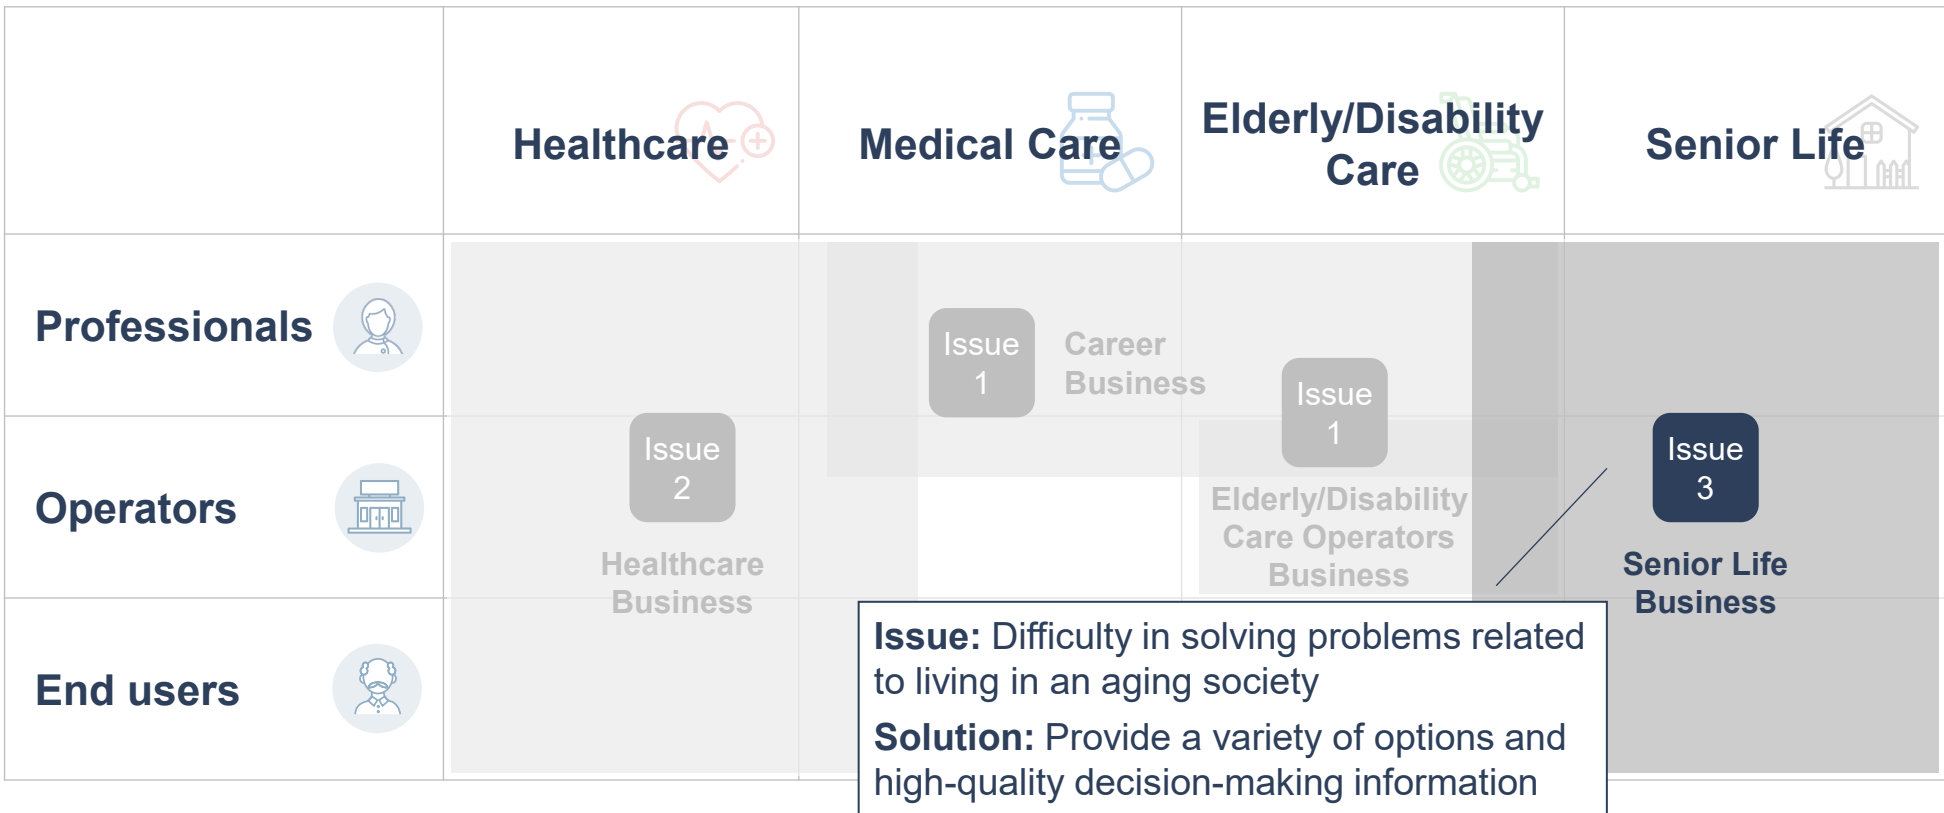 Healthcare
Medical Care
Elderly/Disability
Care
Senior Life
Professionals
Issue
1
Career
Business
Issue
1
Operators
Issue
2
Healthcare
Business
Elderly/Disability
Care Operators
Business
Issue
3
Senior Life
Business
End users
Issue: Difficulty in solving problems related
to living in an aging society
Solution: Provide a variety of options and
high-quality decision-making information